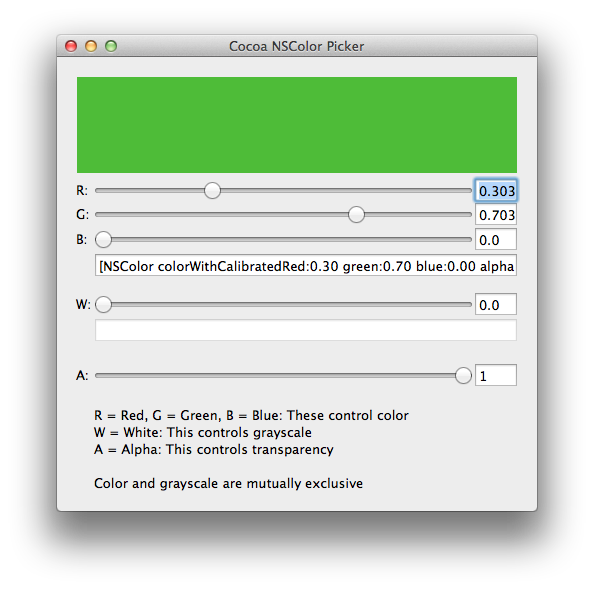 Cocoa NSColor Picker
R: 0.303
G: 0.703
B: 0.0
[NSColor colorWithCalibratedRed:0.30 green:0.70 blue:0.00 alpha
W: 0.0
A: 1
R = Red, G = Green, B = Blue: These control color
W = White: This controls grayscale
A = Alpha: This controls transparency
Color and grayscale are mutually exclusive